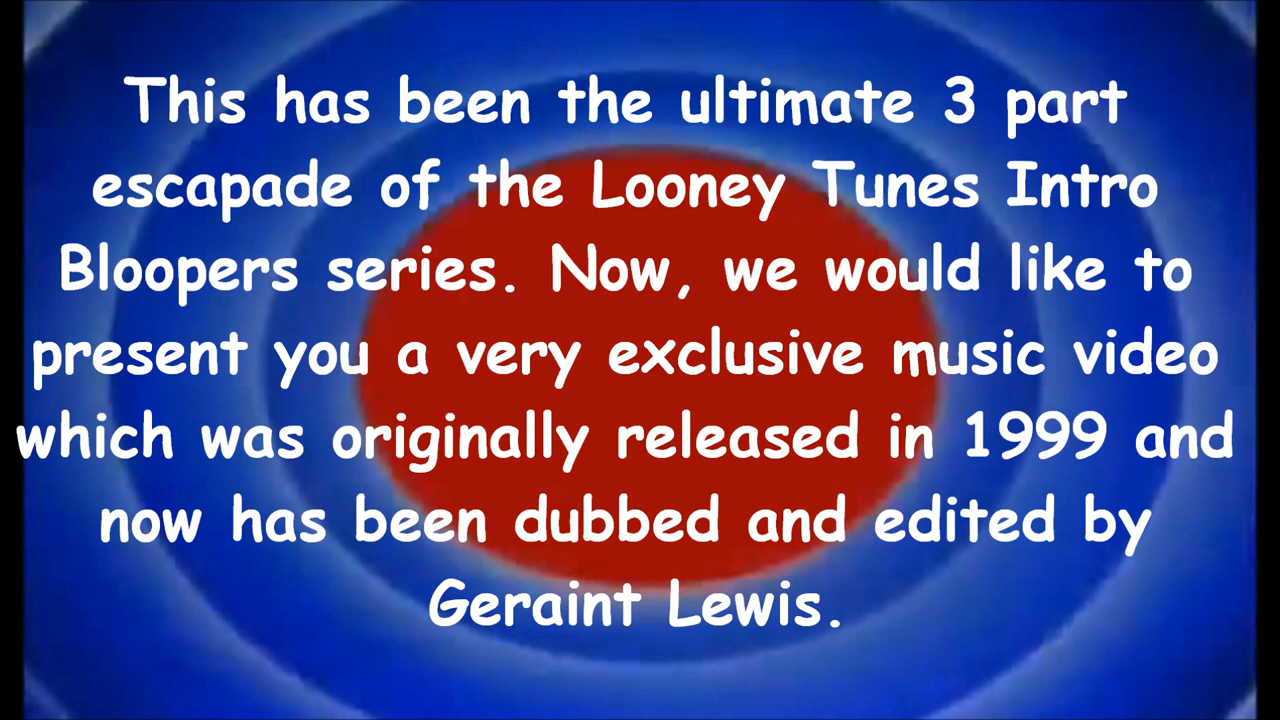 This has been the ultimate 3 part
escapade of the Looney Tunes Intro
Bloopers series. Now, we would like to
present you a very exclusive music video
which was originally released in 1999 and
now has been dubbed and edited by
Geraint Lewis.